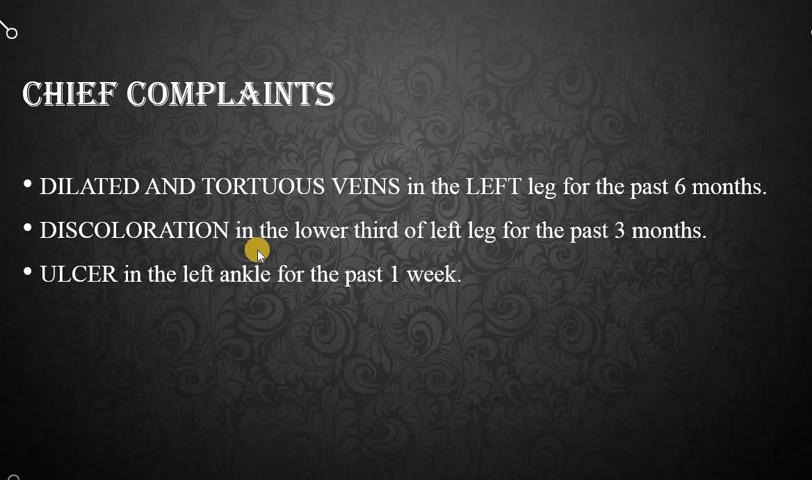 CHIEF COMPLAINTS
• DILATED AND TORTUOUS VEINS in the LEFT leg for the past 6 months.
• DISCOLORATION in the lower third of left leg for the past 3 months.
• ULCER in the left ankle for the past 1 week.